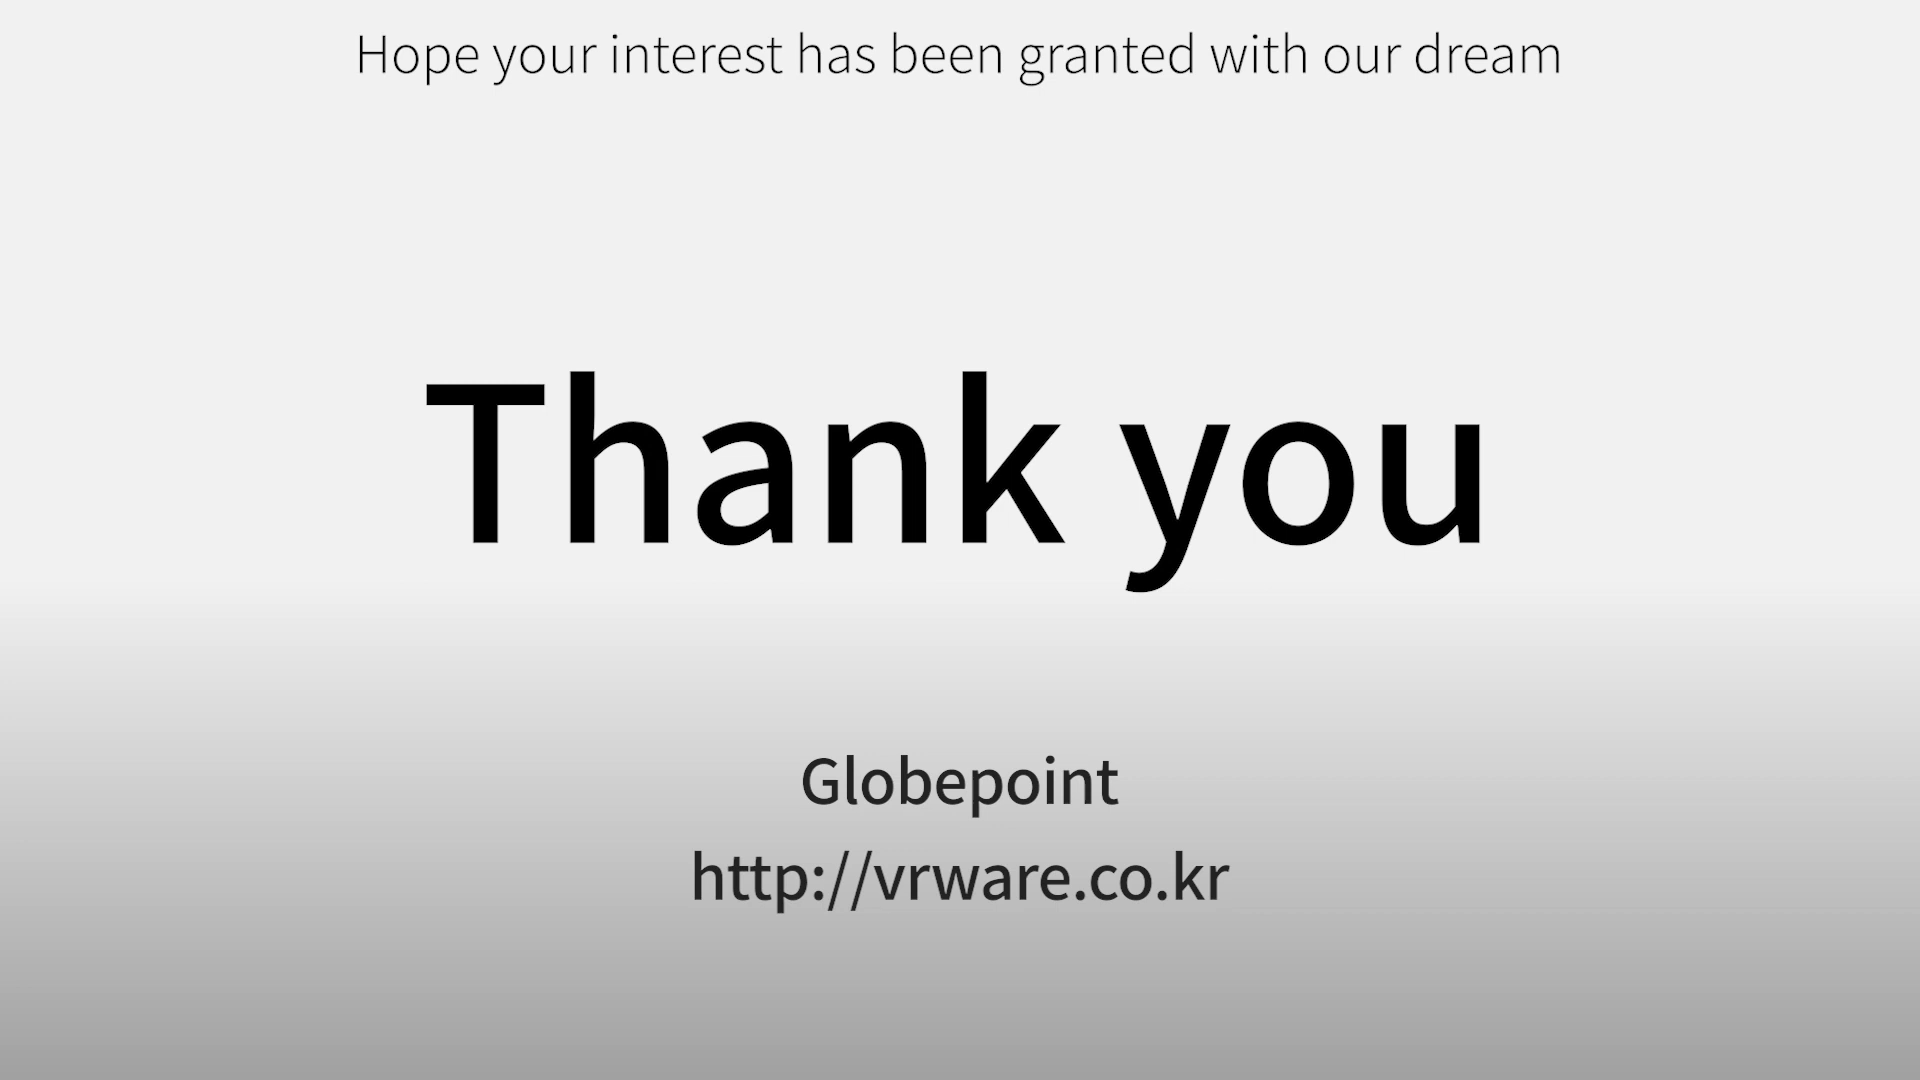 Hope your interest has been granted with our dream
Thank you
Globepoint
http://vrware.co.kr